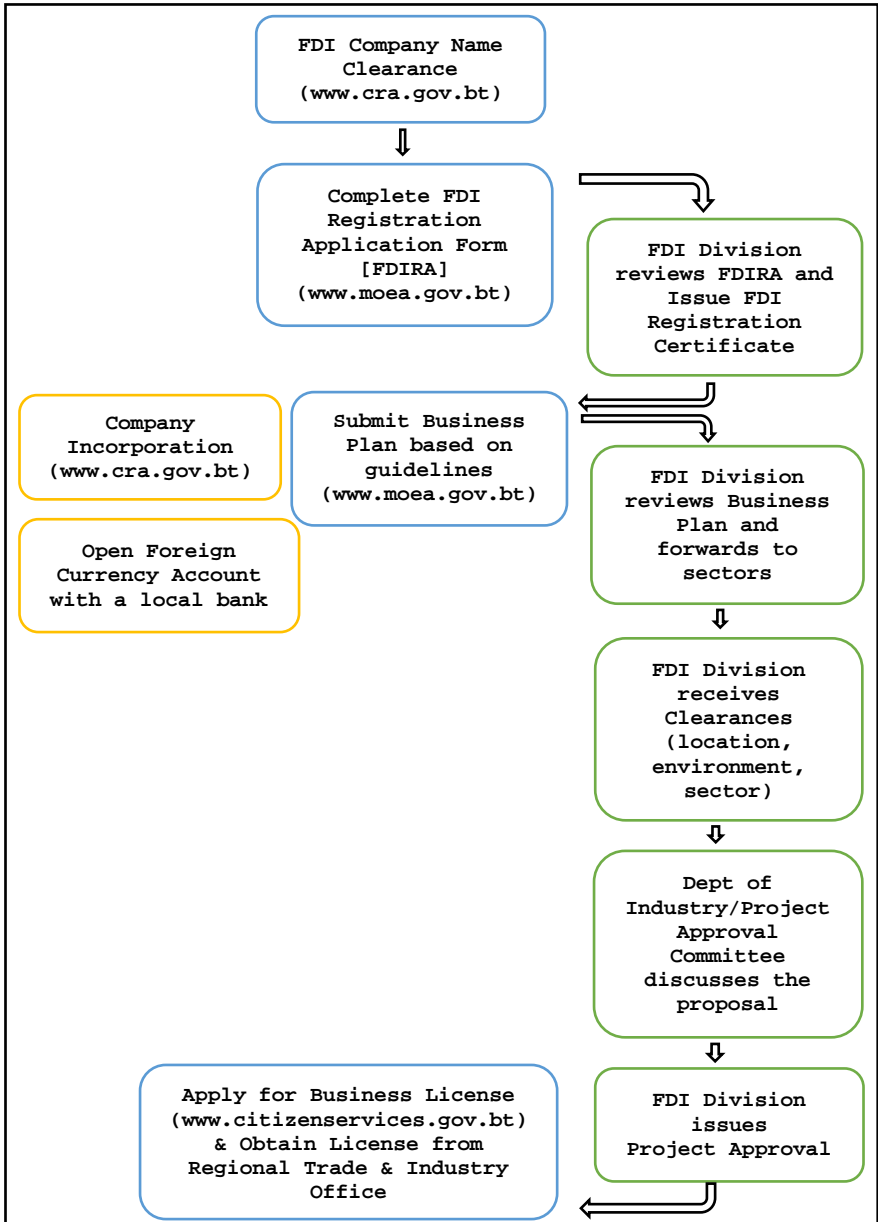 FDI Company Name
Clearance
(www.cra.gov.bt)
Complete FDI
Registration
Application Form
[FDIRA]
(www.moea.gov.bt)
FDI Division
reviews FDIRA and
Issue FDI
Registration
Certificate
Company
Incorporation
(www.cra.gov.bt)
Submit Business
Plan based on
guidelines
(www.moea.gov.bt)
Open Foreign
Currency Account
with a local bank
FDI Division
reviews Business
Plan and
forwards to
sectors
FDI Division
receives
Clearances
(location,
environment,
sector)
Dept of
Industry/Project
Approval
Committee
discusses the
proposal
FDI Division
issues
Project Approval
Apply for Business License
(www.citizenservices.gov.bt)
& Obtain License from
Regional Trade & Industry
Office